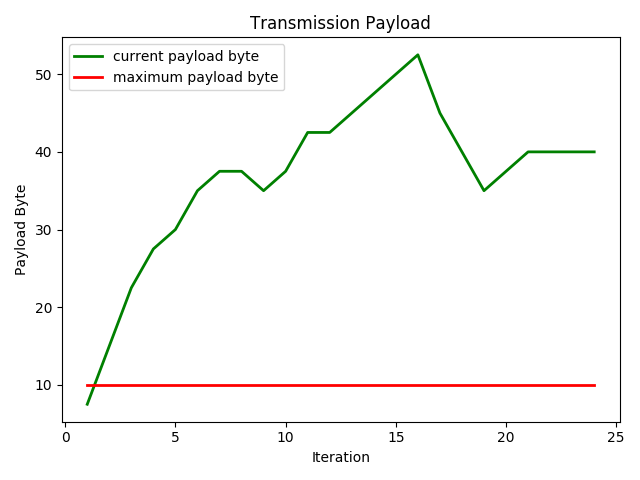 Transmission Payload
current payload byte
maximum payload byte
Payload Byte
50
40
30
20
10
0
5
10
15
20
25
Iteration